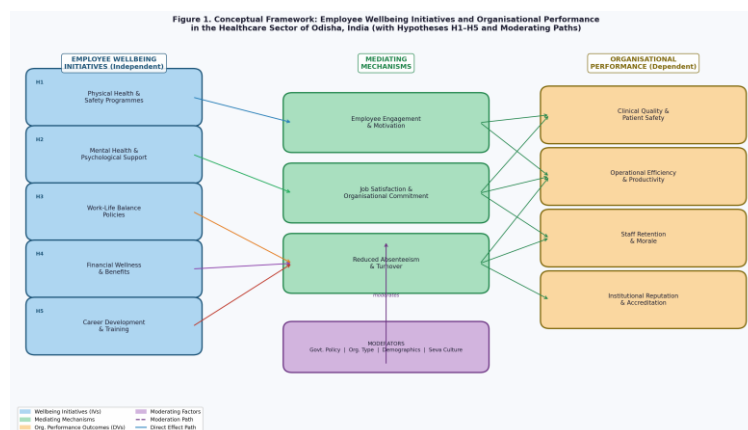 Figure 1. Conceptual Framework: Employee Wellbeing Initiatives and Organisational Performance
in the Healthcare Sector of Odisha, India (with Hypotheses H1–H5 and Moderating Paths)
EMPLOYEE WELLBEING
INITIATIVES (Independent)
H1
Physical Health &
Safety Programmes
H2
Mental Health &
Psychological Support
H3
Work-Life Balance
Policies
H4
Financial Wellness
& Benefits
H5
Career Development
& Training
MEDIATING
MECHANISMS
Employee Engagement
& Motivation
Job Satisfaction &
Organisational Commitment
Reduced Absenteeism
& Turnover
moderates
MODERATORS
Govt. Policy | Org. Type | Demographics | Seva Culture
ORGANISATIONAL
PERFORMANCE (Dependent)
Clinical Quality &
Patient Safety
Operational Efficiency
& Productivity
Staff Retention
& Morale
Institutional Reputation
& Accreditation
Wellbeing Initiatives (IVs)
Mediating Mechanisms
Org. Performance Outcomes (DVs)
Moderating Factors
Moderation Path
Direct Effect Path